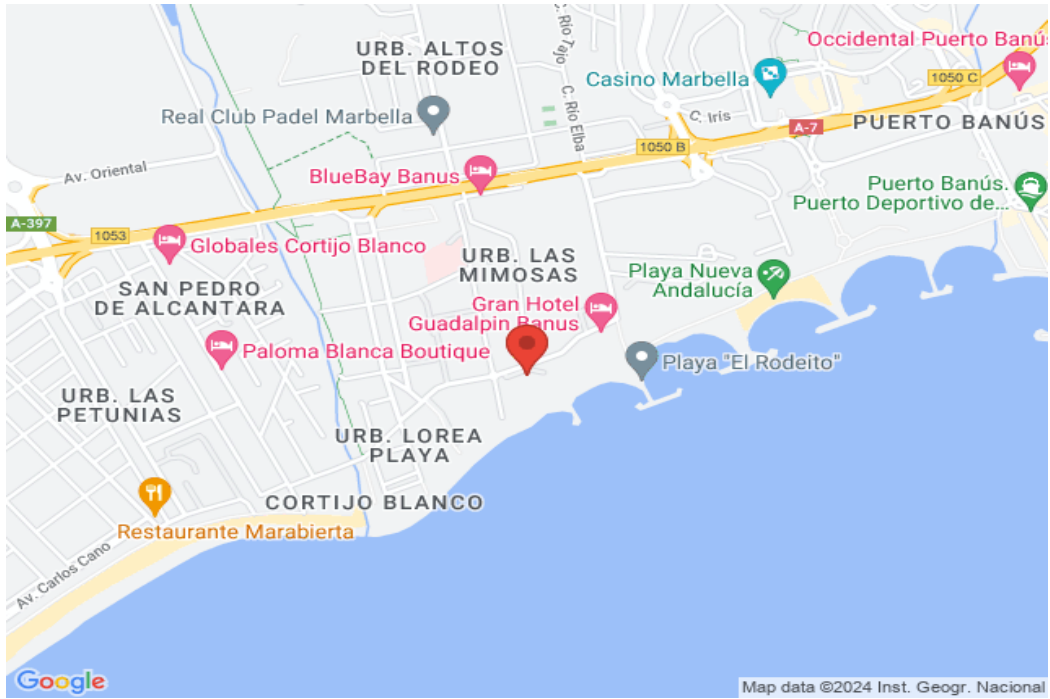 URB. ALTOS
DEL RODEO
C. Río Tajo
C. Río Elba
Occidental Puerto Banús
Casino Marbella
1050 C
Real Club Padel Marbella
C. Iris
A-7
PUERTO BANÚS
1050 B
Av. Oriental
BlueBay Banus
Puerto Banús.
Puerto Deportivo de...
A-397
1053
Globales Cortijo Blanco
URB. LAS
MIMOSAS
Playa Nueva
Andalucía
SAN PEDRO
DE ALCANTARA
Gran Hotel
Guadalpin Banus
Paloma Blanca Boutique
Playa "El Rodeito"
URB. LAS
PETUNIAS
URB. LOREA
PLAYA
CORTIJO BLANCO
Restaurante Marabierta
Av. Carlos Cano
Google
Map data ©2024 Inst. Geogr. Nacional